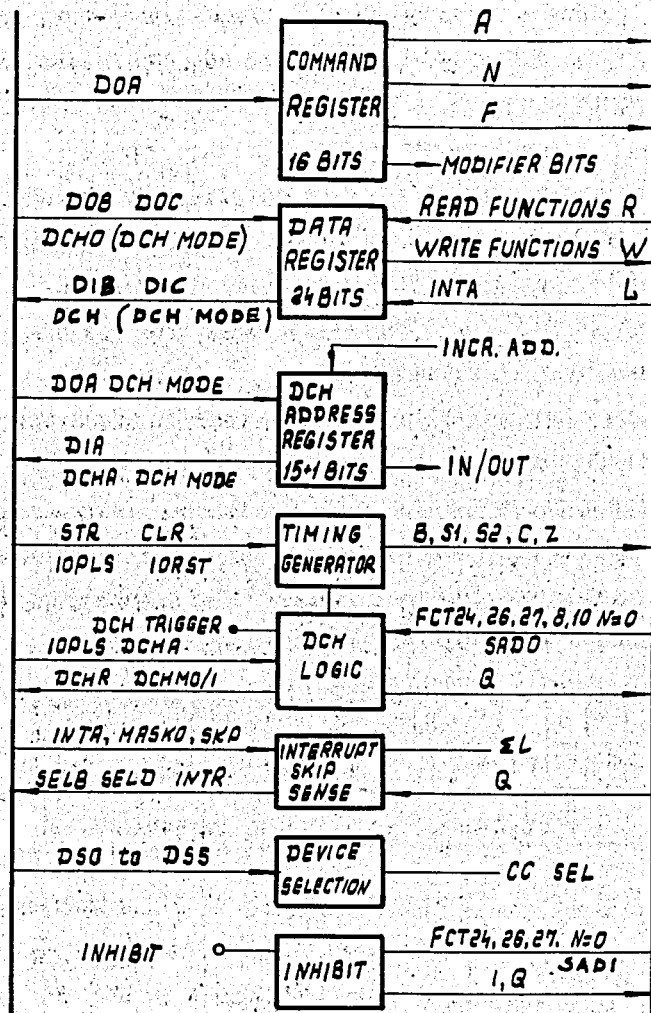 A
COMMAND
REGISTER
16 BITS
DOA
N
F
MODIFIER BITS
DOB DOC
DCHO (DCH MODE)
DATA
REGISTER
24 BITS
READ FUNCTIONS R
WRITE FUNCTIONS W
DIB DIC
DCH (DCH MODE)
INTA L
INCR. ADD.
DOA DCH MODE
DCH
ADDRESS
REGISTER
15+1 BITS
DIA
DCHA DCH MODE
IN/OUT
STR CLR
IOPLS IORST
TIMING
GENERATOR
B, S1, S2, C, Z
DCH TRIGGER
IOPLS DCHA
DCHR DCHMO/1
DCH
LOGIC
FCT24, 26, 27, 8, 10 N=0
SADO
Q
INTA, MASKO, SKP
SELB SELD INTR
INTERRUPT
SKIP
SENSE
ΣL
Q
DS0 to DS5
DEVICE
SELECTION
CC SEL
INHIBIT
INHIBIT
FCT24, 26, 27. N=0
SADI
I, Q